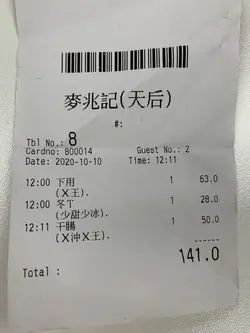 麥兆記(天后)
#:
Tbl No.: 8
Cardno: B00014 Guest No.: 2
Date: 2020-10-10 Time: 12:11
12:00 下用 1 63.0
(X王).
12:00 冬T 1 28.0
(少甜少冰).
12:11 干腸 1 50.0
(X沖X王).
141.0
Total :